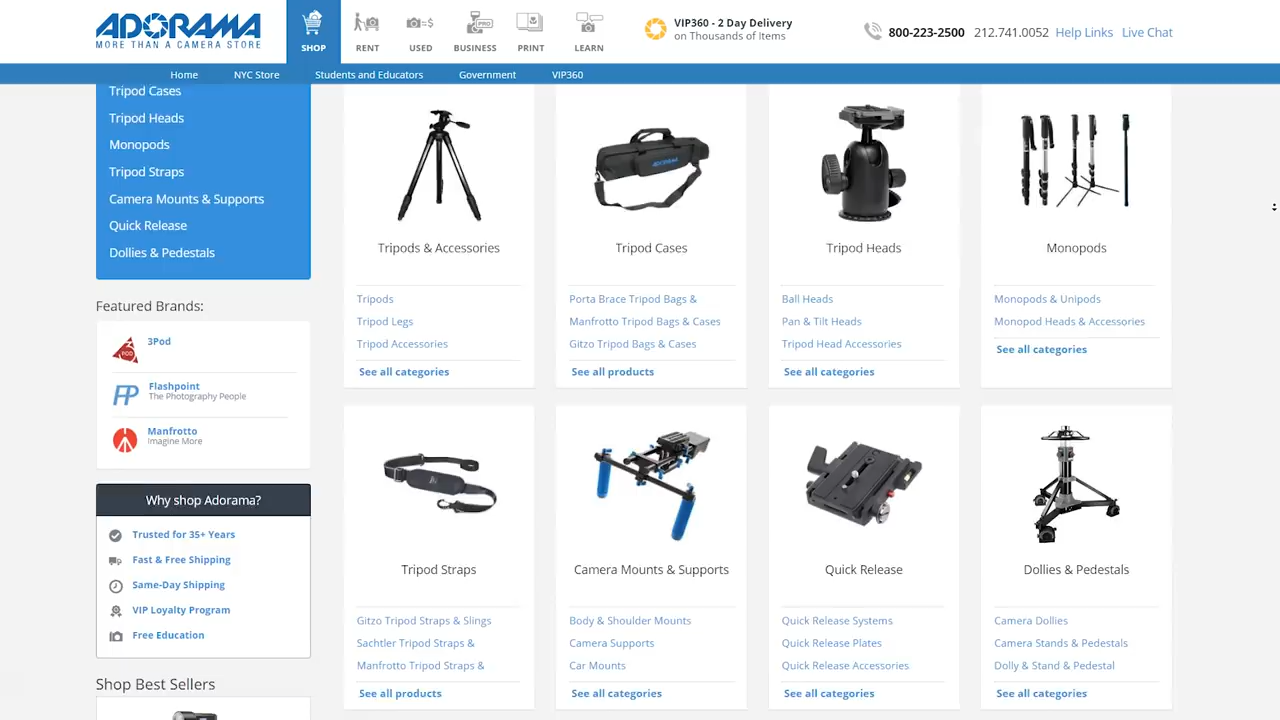 ADORAMA
MORE THAN A CAMERA STORE
SHOP
RENT
USED
BUSINESS
PRINT
LEARN
PRO
VIP360 - 2 Day Delivery
on Thousands of Items
800-223-2500 212.741.0052 Help Links Live Chat
Home NYC Store Students and Educators Government VIP360
Tripod Cases
Tripod Heads
Monopods
Tripod Straps
Camera Mounts & Supports
Quick Release
Dollies & Pedestals
Featured Brands:
POD
3Pod
FP
Flashpoint
The Photography People
Manfrotto
Imagine More
Why shop Adorama?
Trusted for 35+ Years
Fast & Free Shipping
Same-Day Shipping
VIP Loyalty Program
Free Education
Shop Best Sellers
Tripods & Accessories
Tripods
Tripod Legs
Tripod Accessories
See all categories
ADORAMA
Tripod Cases
Porta Brace Tripod Bags &
Manfrotto Tripod Bags & Cases
Gitzo Tripod Bags & Cases
See all products
Tripod Heads
Ball Heads
Pan & Tilt Heads
Tripod Head Accessories
See all categories
Monopods
Monopods & Unipods
Monopod Heads & Accessories
See all categories
Tripod Straps
Gitzo Tripod Straps & Slings
Sachtler Tripod Straps &
Manfrotto Tripod Straps &
See all products
Camera Mounts & Supports
Body & Shoulder Mounts
Camera Supports
Car Mounts
See all categories
Quick Release
Quick Release Systems
Quick Release Plates
Quick Release Accessories
See all categories
Dollies & Pedestals
Camera Dollies
Camera Stands & Pedestals
Dolly & Stand & Pedestal
See all categories